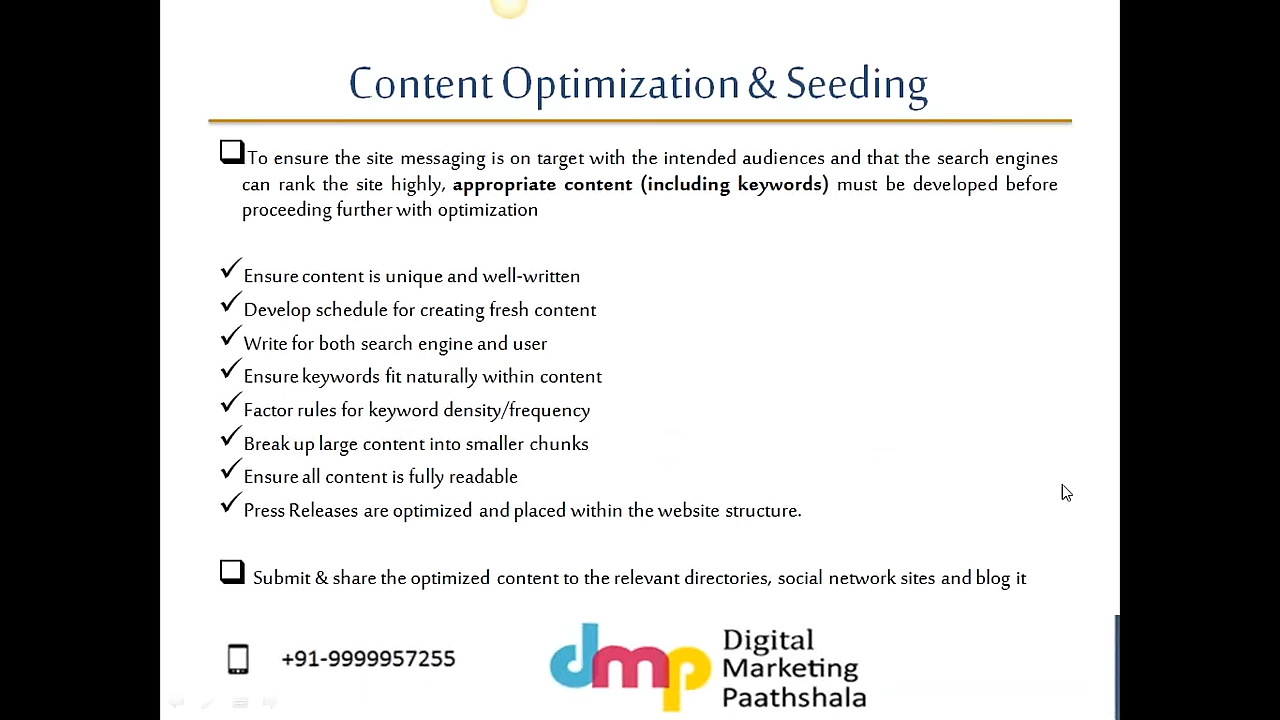 Content Optimization & Seeding
To ensure the site messaging is on target with the intended audiences and that the search engines
can rank the site highly, appropriate content (including keywords) must be developed before
proceeding further with optimization
Ensure content is unique and well-written
Develop schedule for creating fresh content
Write for both search engine and user
Ensure keywords fit naturally within content
Factor rules for keyword density/frequency
Break up large content into smaller chunks
Ensure all content is fully readable
Press Releases are optimized and placed within the website structure.
Submit & share the optimized content to the relevant directories, social network sites and blog it
+91-9999957255
dmp
Digital
Marketing
Paathshala